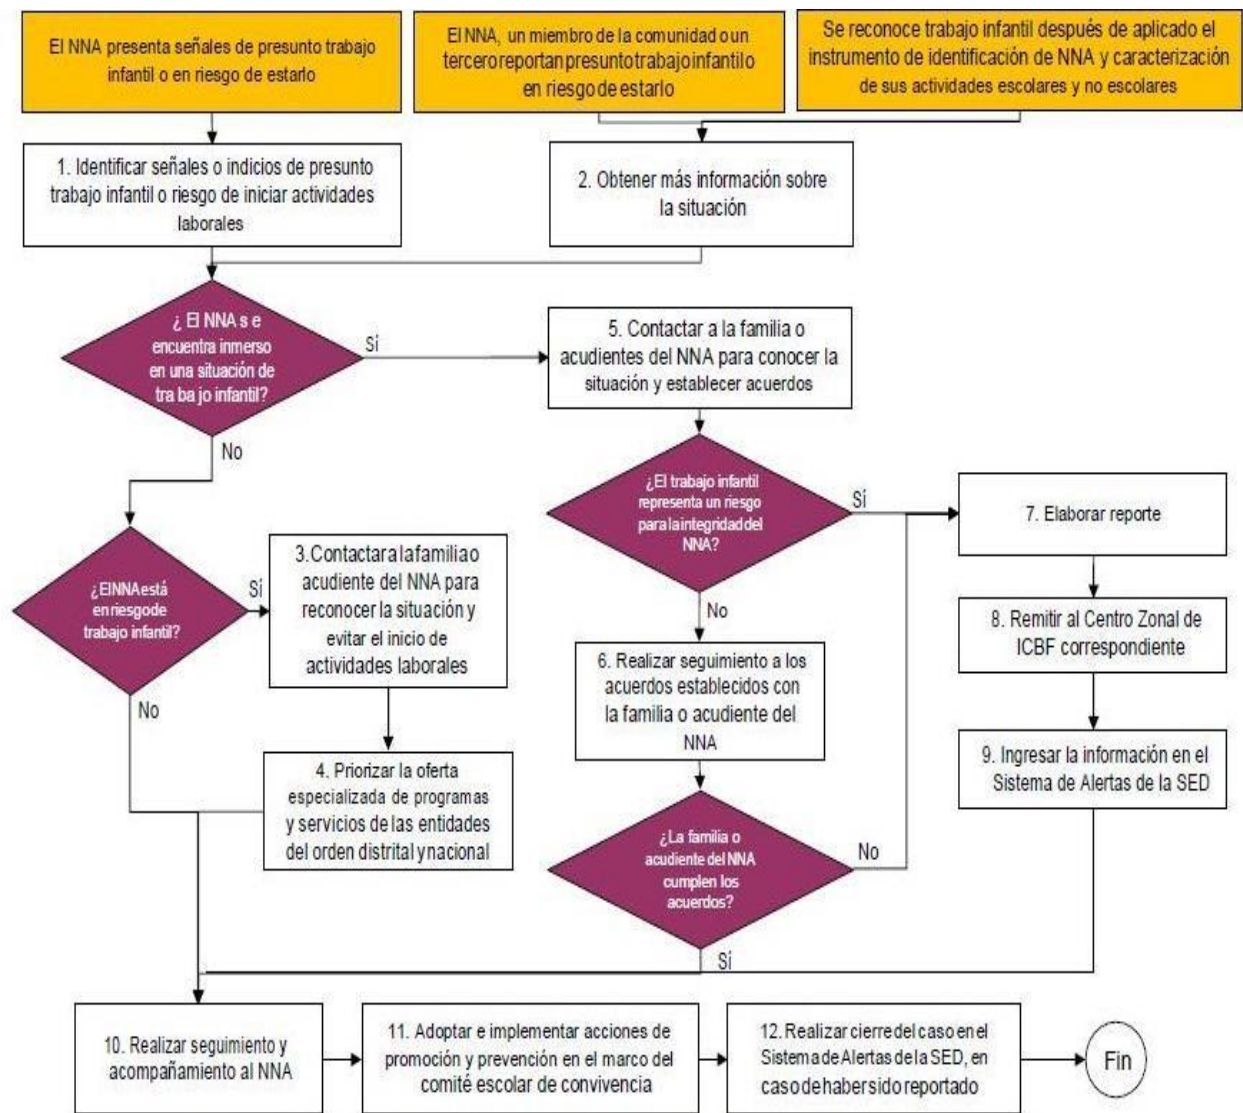 El NNA presenta señales de presunto trabajo
infantil o en riesgo de estarlo
El NNA, un miembro de la comunidad o un
tercero reportan presunto trabajo infantil o
en riesgo de estarlo
Se reconoce trabajo infantil después de aplicado el
instrumento de identificación de NNA y caracterización
de sus actividades escolares y no escolares
1. Identificar señales o indicios de presunto
trabajo infantil o riesgo de iniciar actividades
laborales
2. Obtener más información sobre
la situación
¿ El NNA se
encuentra inmerso
en una situación de
trabajo infantil?
Sí
No
5. Contactar a la familia o
acudientes del NNA para conocer la
situación y establecer acuerdos
¿El trabajo infantil
representa un riesgo
para la integridad del
NNA?
Sí
No
7. Elaborar reporte
¿El NNA está
en riesgo de
trabajo infantil?
Sí
No
3. Contactar a la familia o
acudiente del NNA para
reconocer la situación y
evitar el inicio de
actividades laborales
8. Remitir al Centro Zonal de
ICBF correspondiente
6. Realizar seguimiento a los
acuerdos establecidos con
la familia o acudiente del
NNA
9. Ingresar la información en el
Sistema de Alertas de la SED
4. Priorizar la oferta
especializada de programas
y servicios de las entidades
del orden distrital y nacional
¿La familia o
acudiente del NNA
cumplen los
acuerdos?
No
Sí
10. Realizar seguimiento y
acompañamiento al NNA
11. Adoptar e implementar acciones de
promoción y prevención en el marco del
comité escolar de convivencia
12. Realizar cierre del caso en el
Sistema de Alertas de la SED, en
caso de haber sido reportado
Fin